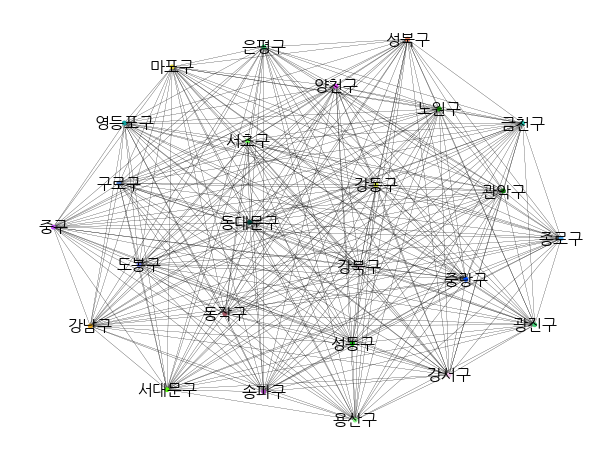 성북구
은평구
마포구
양천구
노원구
영등포구
금천구
서초구
구로구
강동구
관악구
동대문구
중구
종로구
도봉구
강북구
중랑구
동작구
강남구
광진구
성동구
강서구
서대문구
송파구
용산구